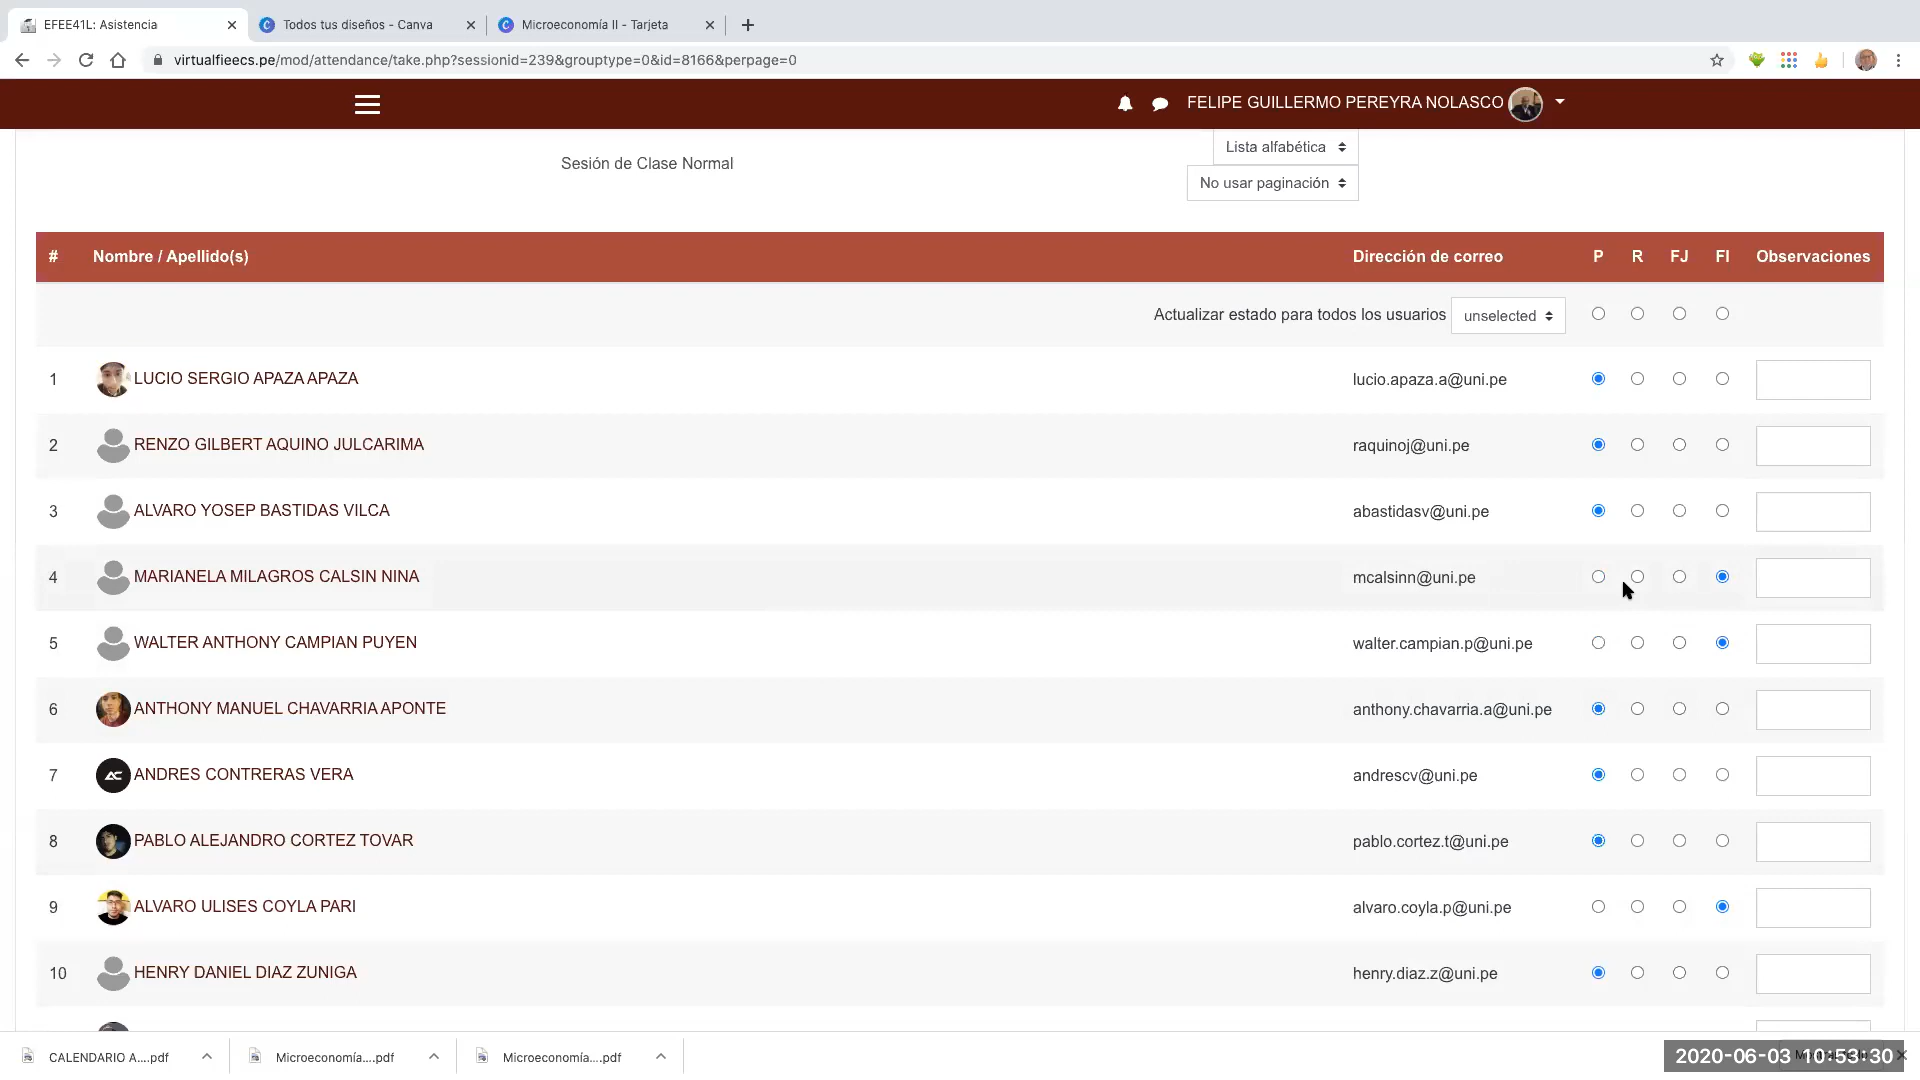 EFEE41L: Asistencia
Todos tus diseños - Canva
Microeconomía II - Tarjeta
virtualfieecs.pe/mod/attendance/take.php?sessionid=239&grouptype=0&id=8166&perpage=0
FELIPE GUILLERMO PEREYRA NOLASCO
Lista alfabética
Sesión de Clase Normal
No usar paginación
# Nombre / Apellido(s) Dirección de correo P R FJ FI Observaciones
Actualizar estado para todos los usuarios unselected
1 LUCIO SERGIO APAZA APAZA lucio.apaza.a@uni.pe
2 RENZO GILBERT AQUINO JULCARIMA raquinoj@uni.pe
3 ALVARO YOSEP BASTIDAS VILCA abastidasv@uni.pe
4 MARIANELA MILAGROS CALSIN NINA mcalsinn@uni.pe
5 WALTER ANTHONY CAMPIAN PUYEN walter.campian.p@uni.pe
6 ANTHONY MANUEL CHAVARRIA APONTE anthony.chavarria.a@uni.pe
7 AC ANDRES CONTRERAS VERA andrescv@uni.pe
8 PABLO ALEJANDRO CORTEZ TOVAR pablo.cortez.t@uni.pe
9 ALVARO ULISES COYLA PARI alvaro.coyla.p@uni.pe
10 HENRY DANIEL DIAZ ZUNIGA henry.diaz.z@uni.pe
CALENDARIO A....pdf
Microeconomía....pdf
Microeconomía....pdf
2020-06-03 10:53:30